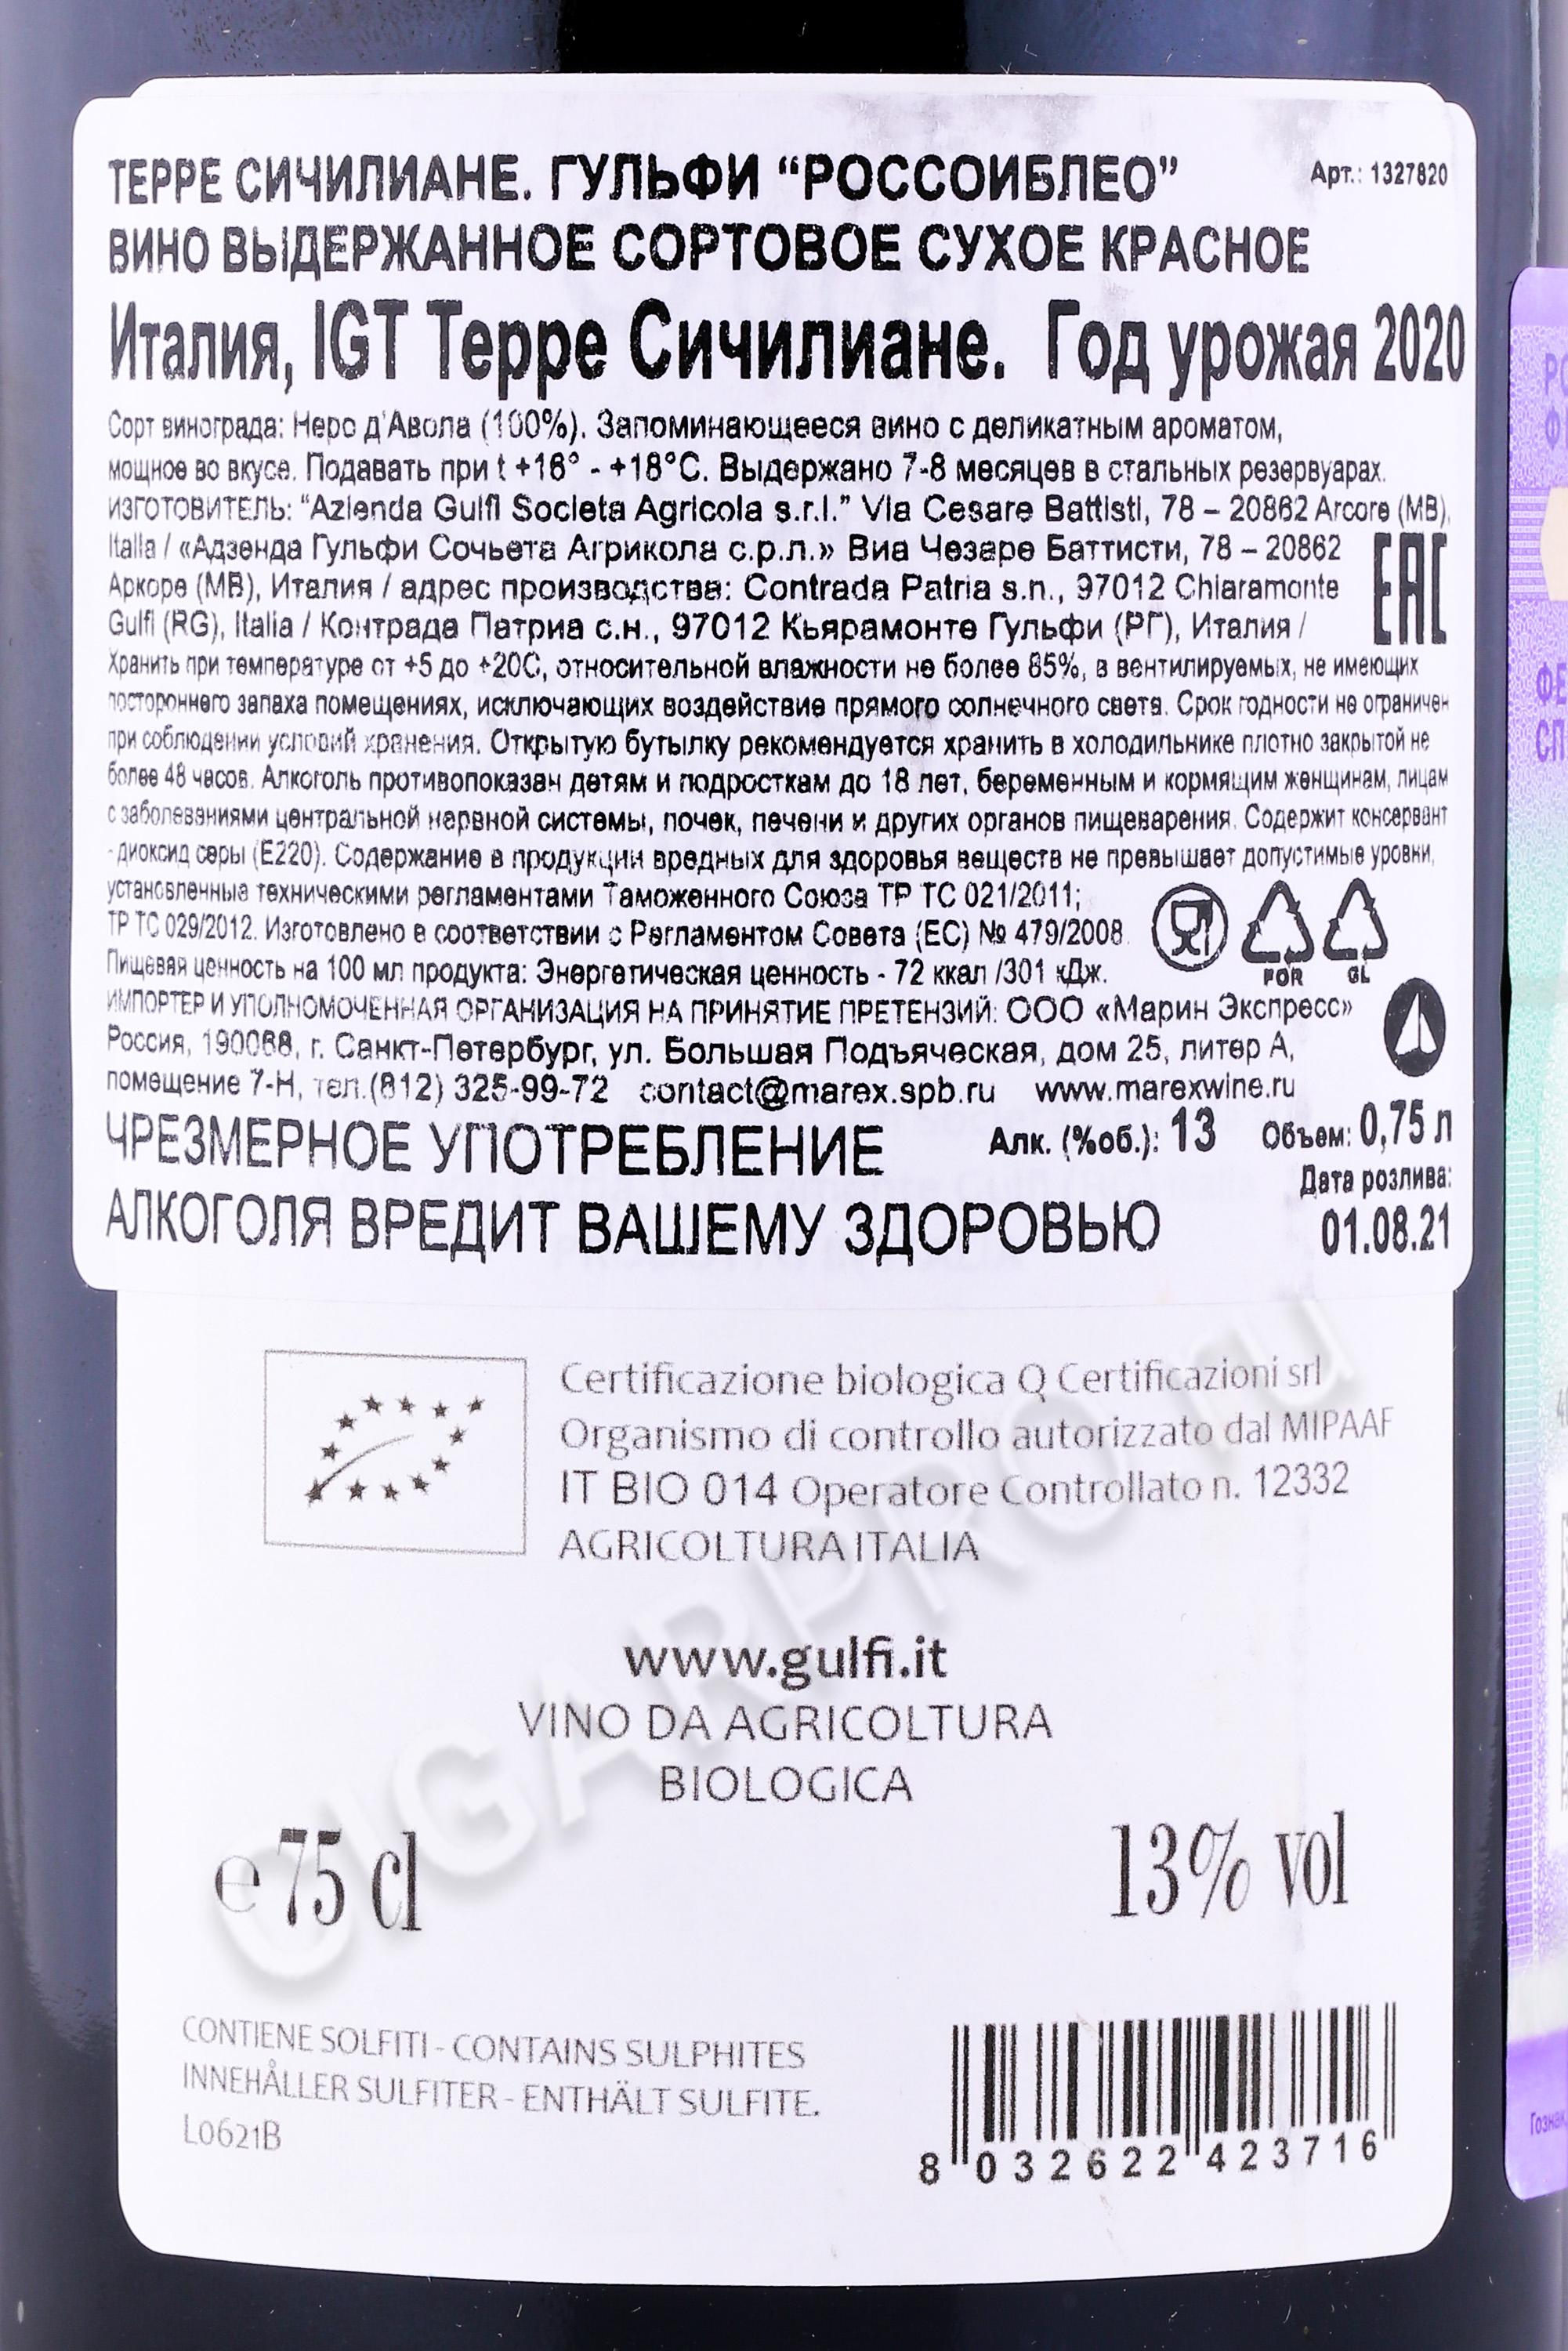 ТЕРРЕ СИЧИЛИАНЕ. ГУЛЬФИ “РОССОИБЛЕО” Арт.: 1327820
ВИНО ВЫДЕРЖАННОЕ СОРТОВОЕ СУХОЕ КРАСНОЕ
Италия, IGT Терре Сичилиане. Год урожая 2020
Сорт винограда: Неро д'Авола (100%). Запоминающееся вино с деликатным ароматом,
мощное во вкусе. Подавать при t +16° - +18°С. Выдержано 7-8 месяцев в стальных резервуарах.
ИЗГОТОВИТЕЛЬ: “Azienda Gulfi Societa Agricola s.r.l.” Via Cesare Battisti, 78 – 20862 Arcore (MB),
Italia / «Адзенда Гульфи Сочьета Агрикола с.р.л.» Виа Чезаре Баттисти, 78 – 20862
Аркоре (МВ), Италия / адрес производства: Contrada Patria s.n., 97012 Chiaramonte
Gulfi (RG), Italia / Контрада Патриа с.н., 97012 Кьярамонте Гульфи (РГ), Италия /
EAC
Хранить при температуре от +5 до +20С, относительной влажности не более 85%, в вентилируемых, не имеющих
постороннего запаха помещениях, исключающих воздействие прямого солнечного света. Срок годности не ограничен
при соблюдении условий хранения. Открытую бутылку рекомендуется хранить в холодильнике плотно закрытой не
более 48 часов. Алкоголь противопоказан детям и подросткам до 18 лет, беременным и кормящим женщинам, лицам
с заболеваниями центральной нервной системы, почек, печени и других органов пищеварения. Содержит консервант
- диоксид серы (Е220). Содержание в продукции вредных для здоровья веществ не превышает допустимые уровни,
установленные техническими регламентами Таможенного Союза ТР ТС 021/2011;
ТР ТС 029/2012. Изготовлено в соответствии с Регламентом Совета (ЕС) № 479/2008.
Пищевая ценность на 100 мл продукта: Энергетическая ценность - 72 ккал /301 кДж.
FOR GL
ИМПОРТЕР И УПОЛНОМОЧЕННАЯ ОРГАНИЗАЦИЯ НА ПРИНЯТИЕ ПРЕТЕНЗИЙ: ООО «Марин Экспресс»
Россия, 190068, г. Санкт-Петербург, ул. Большая Подъяческая, дом 25, литер А,
помещение 7-Н, тел.(812) 325-99-72 contact@marex.spb.ru www.marexwine.ru
ЧРЕЗМЕРНОЕ УПОТРЕБЛЕНИЕ
АЛКОГОЛЯ ВРЕДИТ ВАШЕМУ ЗДОРОВЬЮ
Алк. (%об.): 13 Объем: 0,75 л
Дата розлива:
01.08.21
Certificazione biologica Q Certificazioni srl
Organismo di controllo autorizzato dal MIPAAF
IT BIO 014 Operatore Controllato n. 12332
AGRICOLTURA ITALIA
www.gulfi.it
VINO DA AGRICOLTURA
BIOLOGICA
e 75 cl 13% vol
CONTIENE SOLFITI - CONTAINS SULPHITES
INNEHÅLLER SULFITER - ENTHÄLT SULFITE.
L0621B
8 032622 423716
CIGARPRO.ru